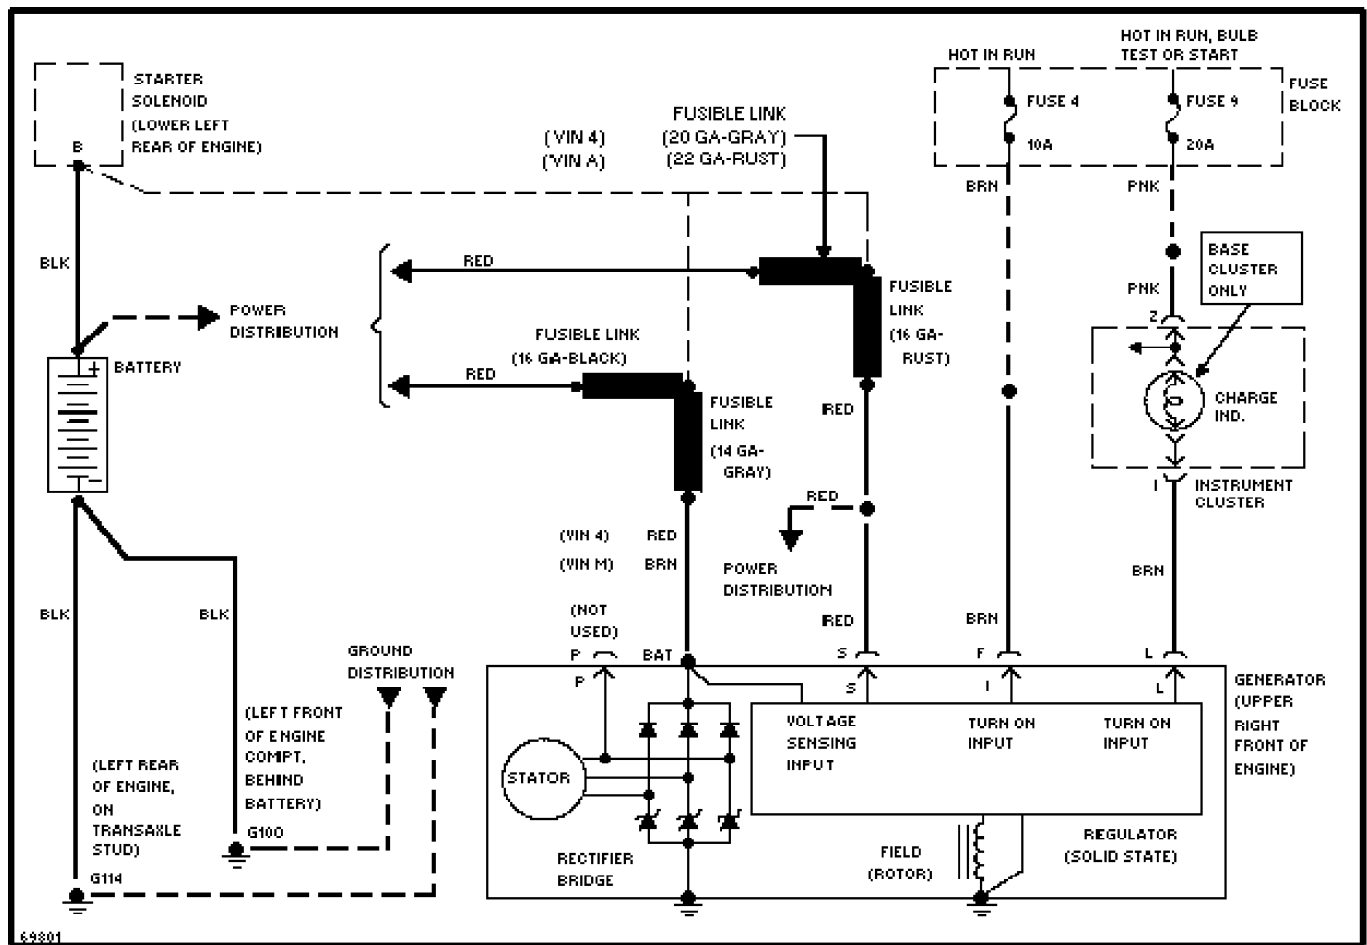 HOT IN RUN
HOT IN RUN, BULB
TEST OR START
FUSE
BLOCK
FUSE 4
10A
FUSE 9
20A
STARTER
SOLENOID
(LOWER LEFT
REAR OF ENGINE)
B
(VIN 4)
(VIN A)
FUSIBLE LINK
(20 GA-GRAY)
(22 GA-RUST)
BRN
PNK
BLK
RED
PNK
BASE
CLUSTER
ONLY
POWER
DISTRIBUTION
FUSIBLE
LINK
(16 GA-
RUST)
2
FUSIBLE LINK
(16 GA-BLACK)
RED
BATTERY
+
−
FUSIBLE
LINK
(14 GA-
GRAY)
RED
CHARGE
IND.
1
INSTRUMENT
CLUSTER
RED
(VIN 4) RED
(VIN M) BRN
POWER
DISTRIBUTION
BRN
BLK
BLK
(NOT
USED)
RED
BRN
GROUND
DISTRIBUTION
P
BAT
S
F
L
P
S
I
L
GENERATOR
(UPPER
RIGHT
FRONT OF
ENGINE)
(LEFT FRONT
OF ENGINE
COMPT,
BEHIND
BATTERY)
VOLTAGE
SENSING
INPUT
TURN ON
INPUT
TURN ON
INPUT
STATOR
(LEFT REAR
OF ENGINE,
ON
TRANSAXLE
STUD)
G100
G114
RECTIFIER
BRIDGE
FIELD
(ROTOR)
REGULATOR
(SOLID STATE)
69801